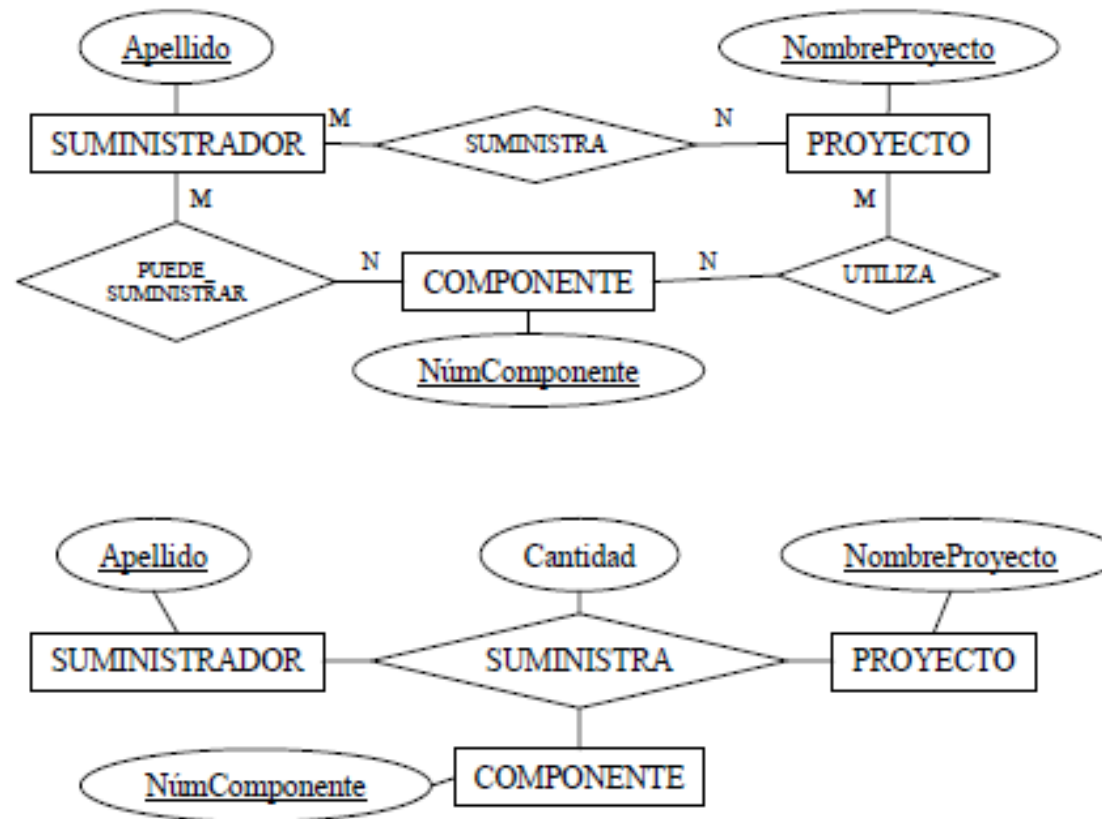 Apellido
NombreProyecto
M
N
SUMINISTRADOR
SUMINISTRA
PROYECTO
M
M
PUEDE_
SUMINISTRAR
N
COMPONENTE
N
UTILIZA
NúmComponente
Apellido
Cantidad
NombreProyecto
SUMINISTRADOR
SUMINISTRA
PROYECTO
NúmComponente
COMPONENTE